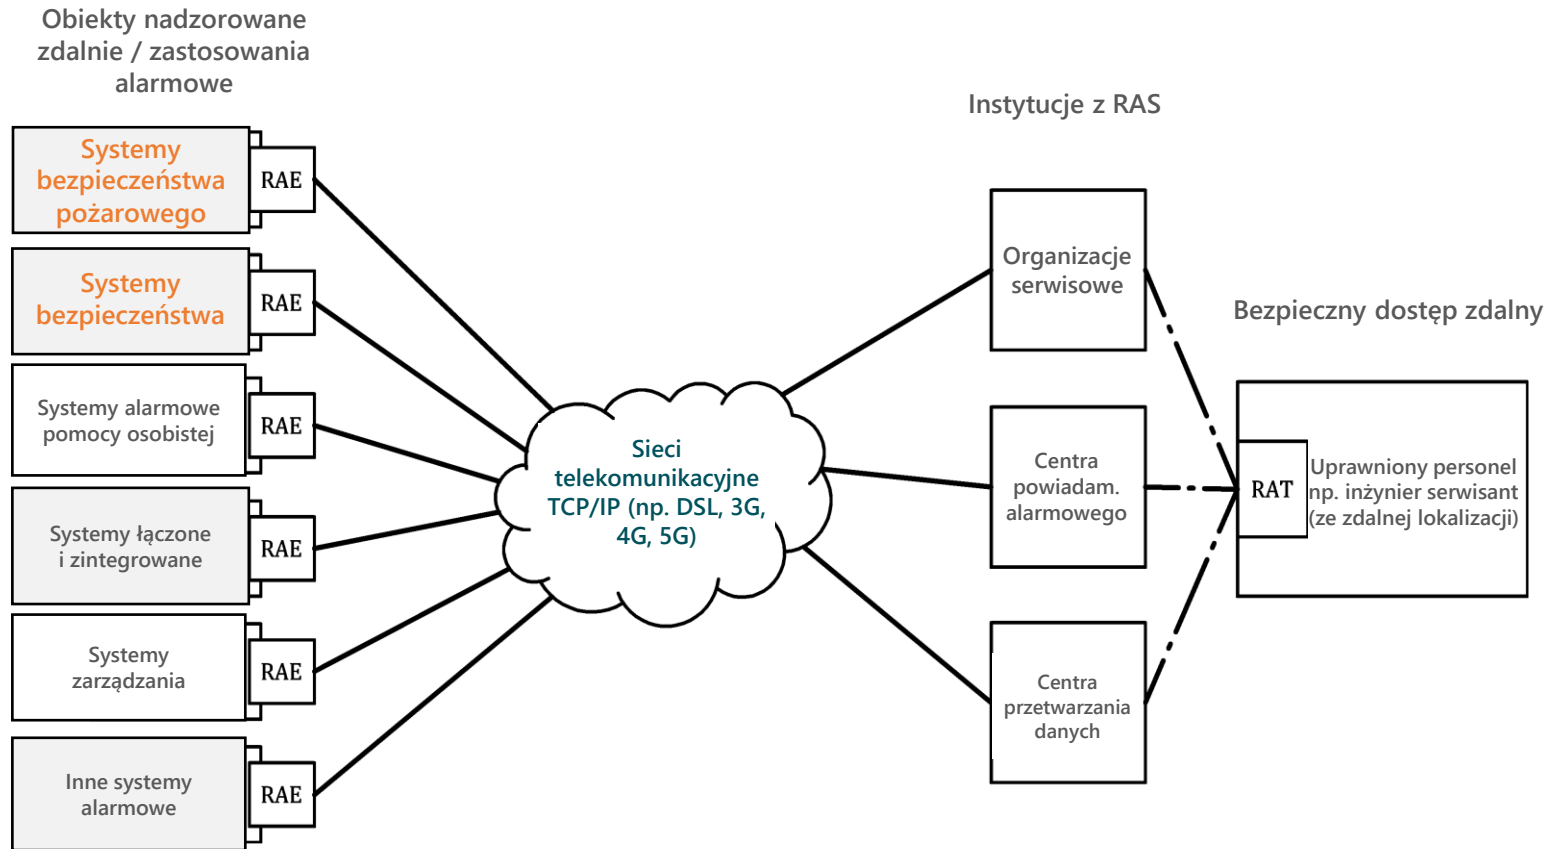 Obiekty nadzorowane
zdalnie / zastosowania
alarmowe
Systemy
bezpieczeństwa
pożarowego
RAE
Systemy
bezpieczeństwa
RAE
Systemy alarmowe
pomocy osobistej
RAE
Systemy łączone
i zintegrowane
RAE
Systemy
zarządzania
RAE
Inne systemy
alarmowe
RAE
Sieci
telekomunikacyjne
TCP/IP (np. DSL, 3G,
4G, 5G)
Instytucje z RAS
Organizacje
serwisowe
Centra
powiadam.
alarmowego
Centra
przetwarzania
danych
Bezpieczny dostęp zdalny
RAT
Uprawniony personel
np. inżynier serwisant
(ze zdalnej lokalizacji)